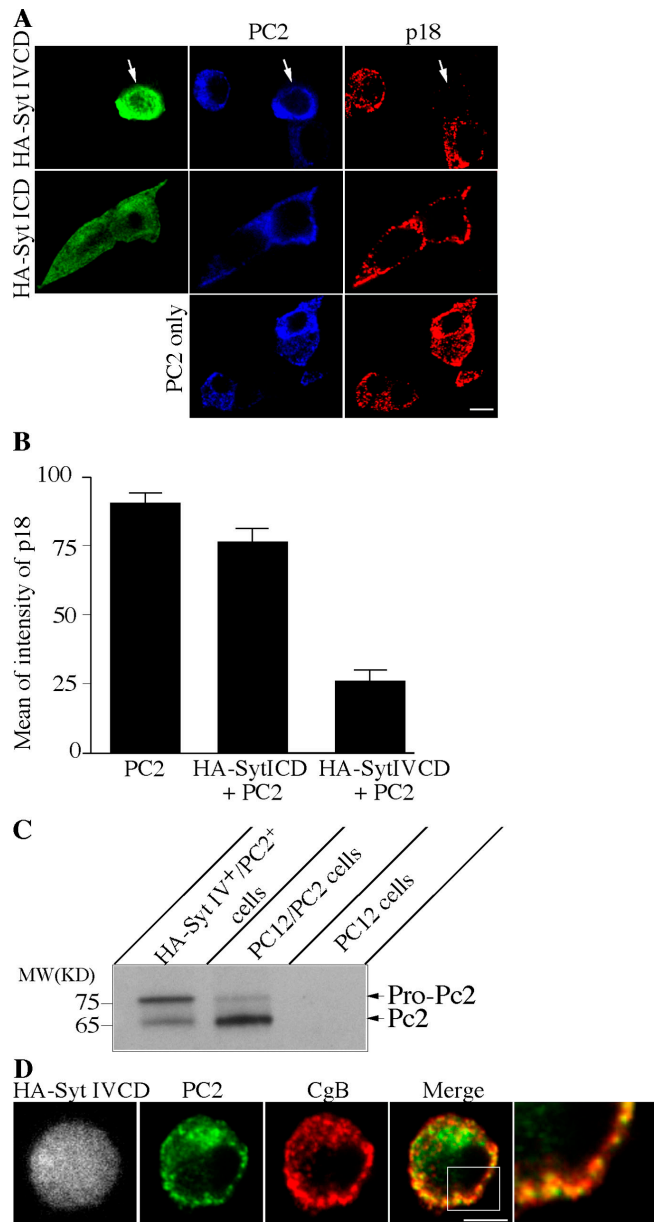 A
PC2
p18
HA-Syt IVCD
HA-Syt ICD
PC2 only
B
Mean of intensity of p18
100
75
50
25
0
PC2
HA-SytICD
+ PC2
HA-SytIVCD
+ PC2
C
HA-Syt IV+/PC2+
cells
PC12/PC2 cells
PC12 cells
MW(KD)
75
65
Pro-Pc2
Pc2
D
HA-Syt IVCD
PC2
CgB
Merge